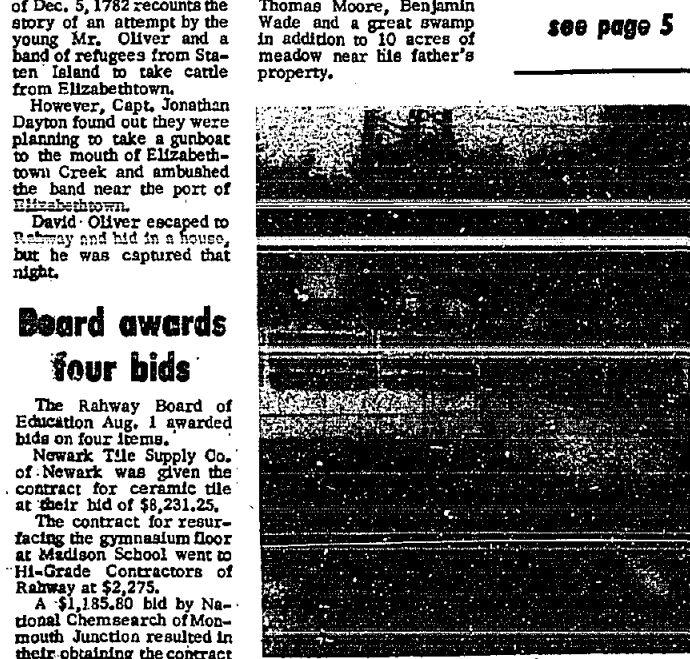 of Dec. 5, 1782 recounts the
story of an attempt by the
young Mr. Oliver and a
band of refugees from Sta-
ten Island to take cattle
from Elizabethtown.
However, Capt. Jonathan
Dayton found out they were
planning to take a gunboat
to the mouth of Elizabeth-
town Creek and ambushed
the band near the port of
Elizabethtown.
David Oliver escaped to
Rahway and hid in a house,
but he was captured that
night.
Board awards
four bids
The Rahway Board of
Education Aug. 1 awarded
bids on four items.
Newark Tile Supply Co.
of Newark was given the
contract for ceramic tile
at their bid of $8,231.25.
The contract for resur-
facing the gymnasium floor
at Madison School went to
Hi-Grade Contractors of
Rahway at $2,275.
A $1,185.80 bid by Na-
tional Chemsearch of Mon-
mouth Junction resulted in
their obtaining the contract
Thomas Moore, Benjamin
Wade and a great swamp
in addition to 10 acres of
meadow near his father's
property.
see page 5